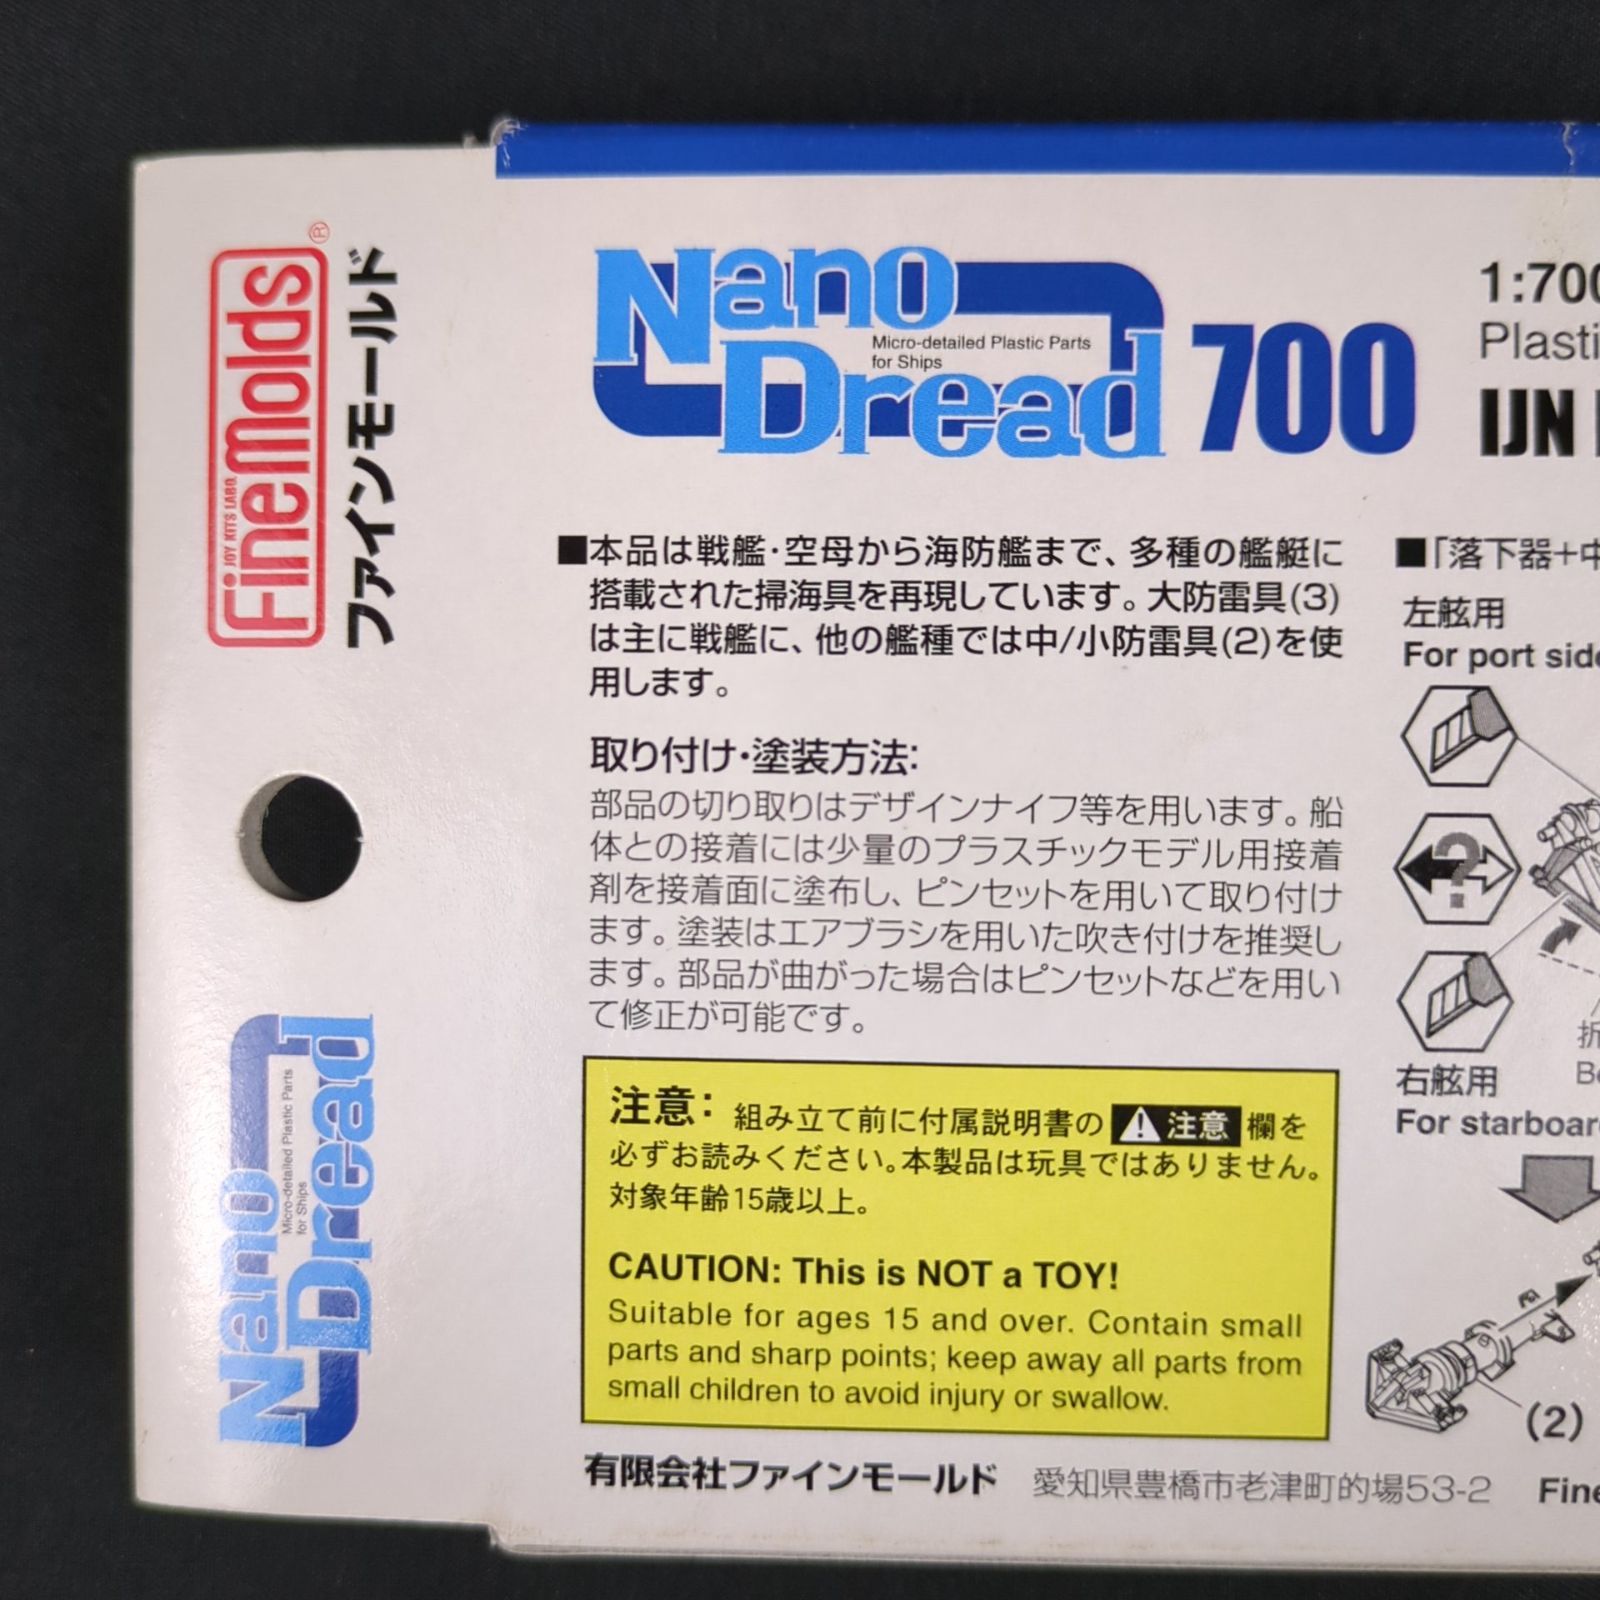 FineMolds®
JOY KITS LABO.
ファインモールド
Nano
Dread
Micro-detailed Plastic Parts
for Ships
Nano
Dread
Micro-detailed Plastic Parts
for Ships
700
1:700
Plasti
IJN
■本品は戦艦・空母から海防艦まで、多種の艦艇に
搭載された掃海具を再現しています。大防雷具(3)
は主に戦艦に、他の艦種では中/小防雷具(2)を使
用します。
取り付け・塗装方法:
部品の切り取りはデザインナイフ等を用います。船
体との接着には少量のプラスチックモデル用接着
剤を接着面に塗布し、ピンセットを用いて取り付け
ます。塗装はエアブラシを用いた吹き付けを推奨し
ます。部品が曲がった場合はピンセットなどを用い
て修正が可能です。
注意: 組み立て前に付属説明書の ⚠注意 欄を
必ずお読みください。本製品は玩具ではありません。
対象年齢15歳以上。
CAUTION: This is NOT a TOY!
Suitable for ages 15 and over. Contain small
parts and sharp points; keep away all parts from
small children to avoid injury or swallow.
有限会社ファインモールド 愛知県豊橋市老津町的場53-2 Fine
■「落下器+中
左舷用
For port side
?
折
Be
右舷用
For starboar
(2)